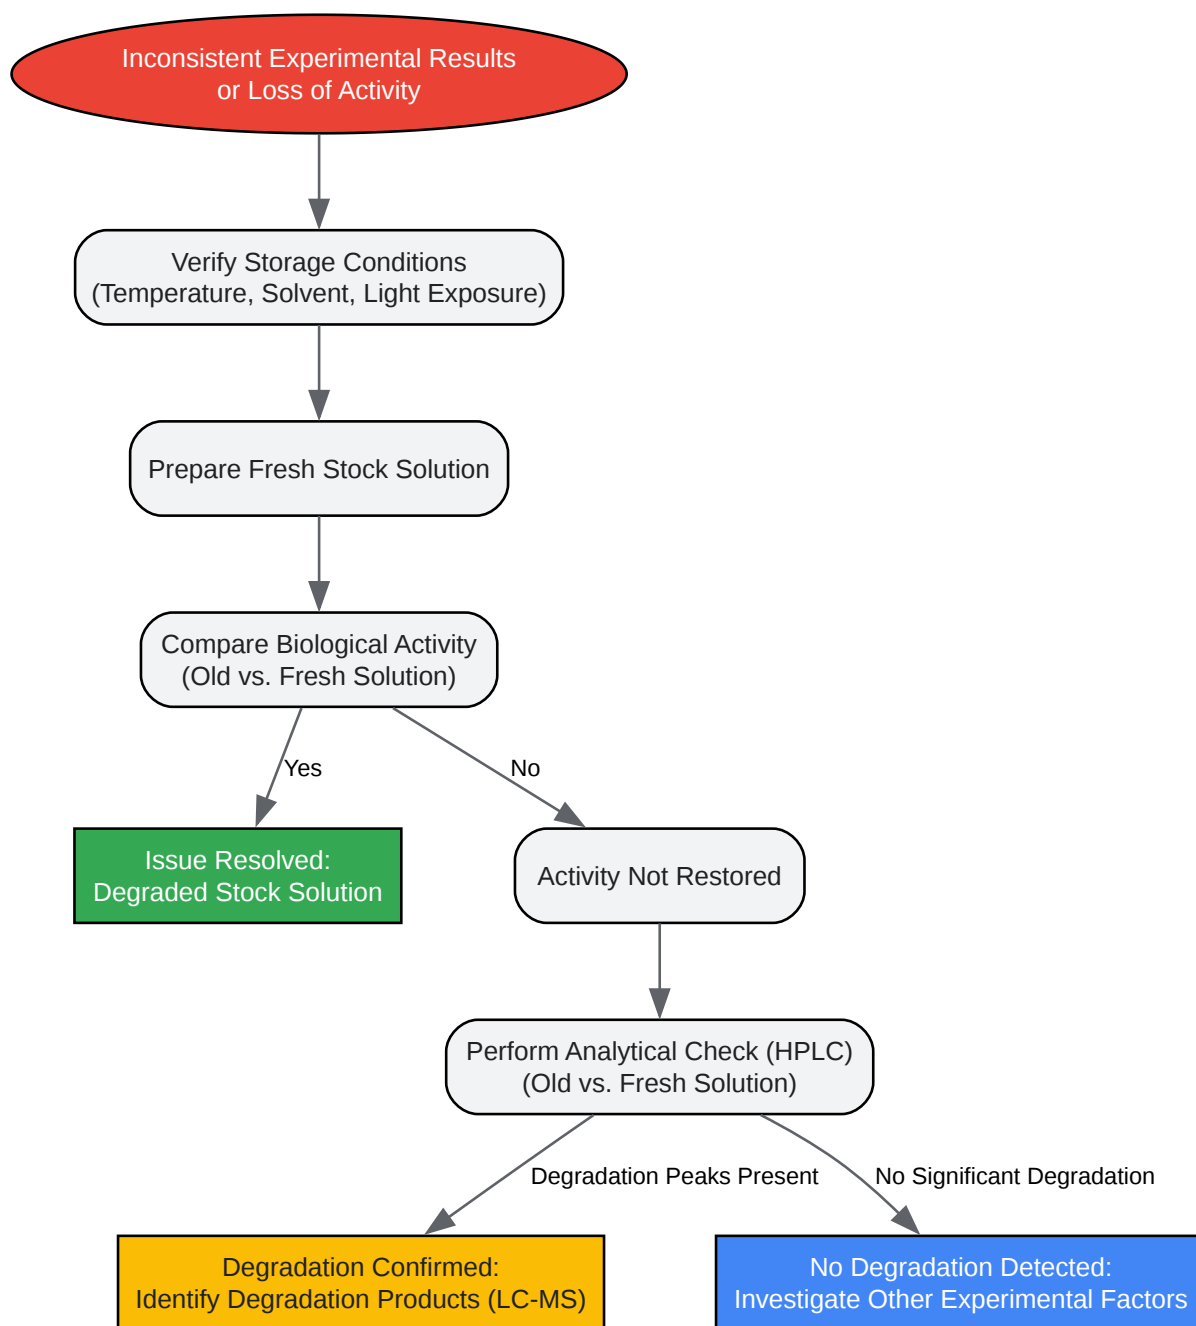 Inconsistent Experimental Results
or Loss of Activity
Verify Storage Conditions
(Temperature, Solvent, Light Exposure)
Prepare Fresh Stock Solution
Compare Biological Activity
(Old vs. Fresh Solution)
Yes
No
Issue Resolved:
Degraded Stock Solution
Activity Not Restored
Perform Analytical Check (HPLC)
(Old vs. Fresh Solution)
Degradation Peaks Present
No Significant Degradation
Degradation Confirmed:
Identify Degradation Products (LC-MS)
No Degradation Detected:
Investigate Other Experimental Factors